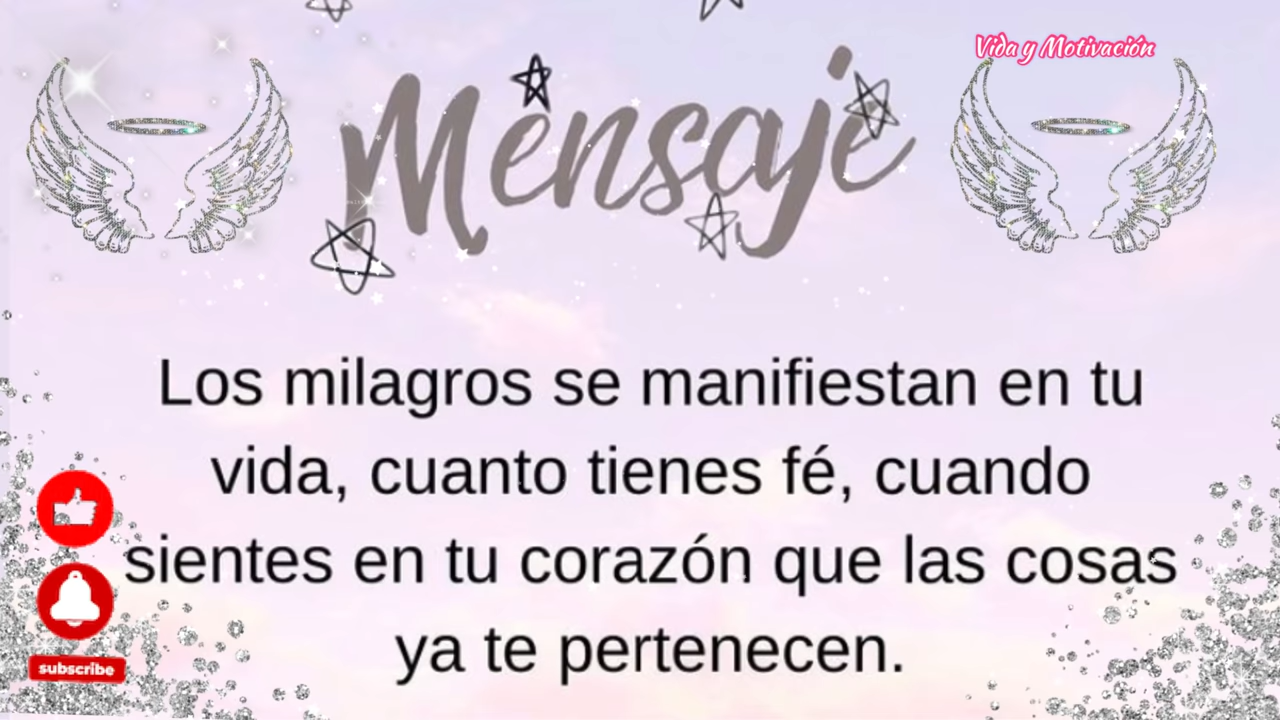 Vida y Motivación
Mensaje
Los milagros se manifiestan en tu
vida, cuanto tienes fé, cuando
sientes en tu corazón que las cosas
ya te pertenecen.
subscribe